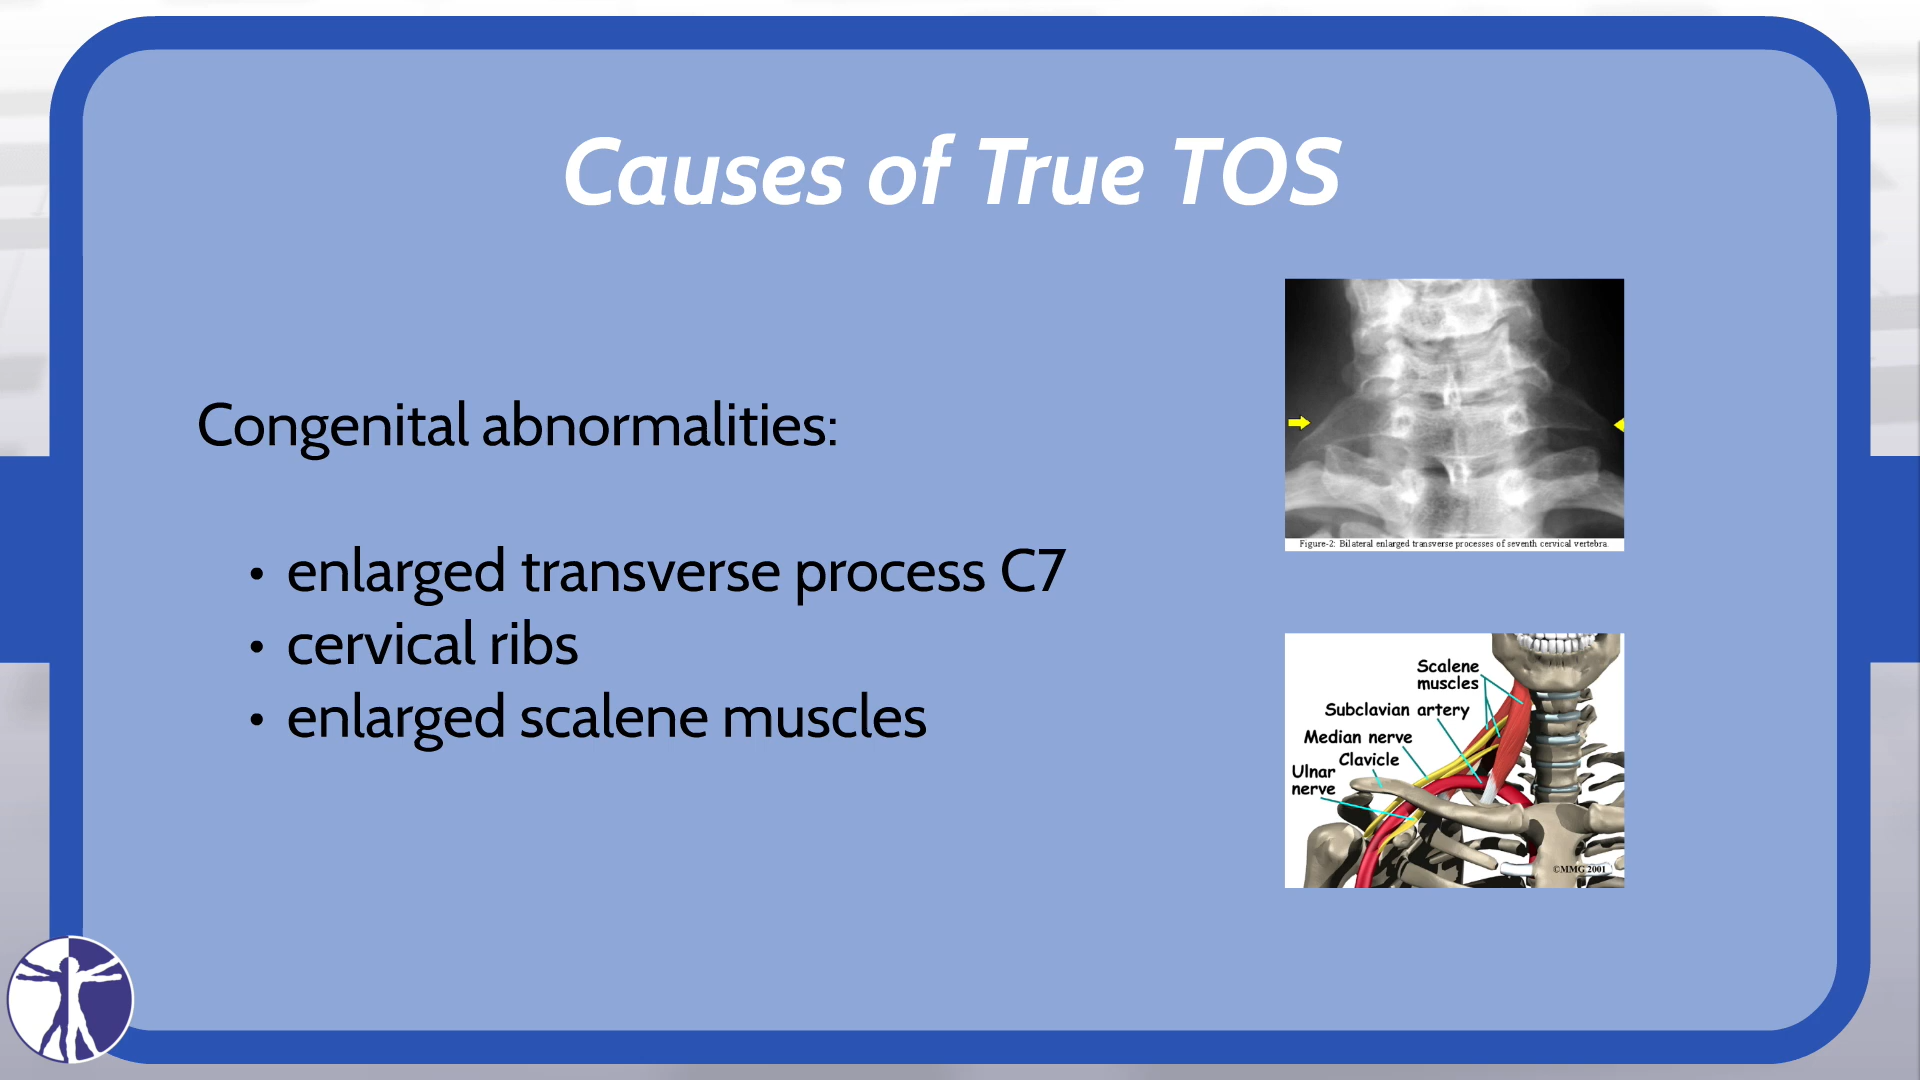 Causes of True TOS
Congenital abnormalities:
• enlarged transverse process C7
• cervical ribs
• enlarged scalene muscles
Figure-2: Bilateral enlarged transverse processes of seventh cervical vertebra.
Scalene
muscles
Subclavian artery
Median nerve
Clavicle
Ulnar
nerve
©MMG 2001